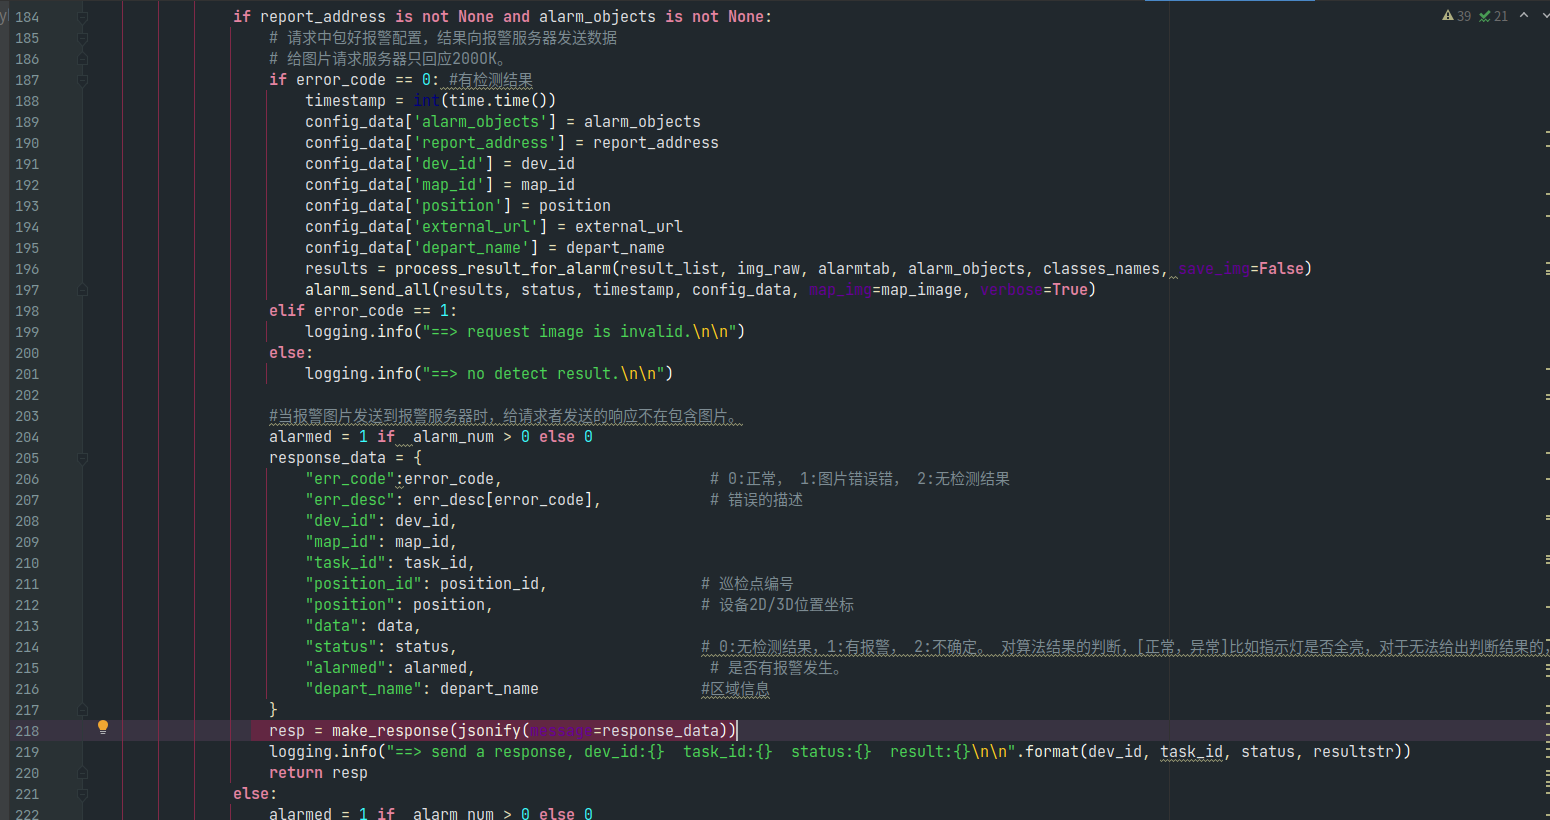 39 21
184 if report_address is not None and alarm_objects is not None:
185 # 请求中包好报警配置，结果向报警服务器发送数据
186 # 给图片请求服务器只回应200OK。
187 if error_code == 0: #有检测结果
188 timestamp = int(time.time())
189 config_data['alarm_objects'] = alarm_objects
190 config_data['report_address'] = report_address
191 config_data['dev_id'] = dev_id
192 config_data['map_id'] = map_id
193 config_data['position'] = position
194 config_data['external_url'] = external_url
195 config_data['depart_name'] = depart_name
196 results = process_result_for_alarm(result_list, img_raw, alarmtab, alarm_objects, classes_names, save_img=False)
197 alarm_send_all(results, status, timestamp, config_data, map_img=map_image, verbose=True)
198 elif error_code == 1:
199 logging.info("==> request image is invalid.\n\n")
200 else:
201 logging.info("==> no detect result.\n\n")
202
203 #当报警图片发送到报警服务器时，给请求者发送的响应不在包含图片。
204 alarmed = 1 if  alarm_num > 0 else 0
205 response_data = {
206 "err_code":error_code, # 0:正常， 1:图片错误错， 2:无检测结果
207 "err_desc": err_desc[error_code], # 错误的描述
208 "dev_id": dev_id,
209 "map_id": map_id,
210 "task_id": task_id,
211 "position_id": position_id, # 巡检点编号
212 "position": position, # 设备2D/3D位置坐标
213 "data": data,
214 "status": status, # 0:无检测结果，1:有报警， 2:不确定。 对算法结果的判断，[正常，异常]比如指示灯是否全亮，对于无法给出判断结果的，
215 "alarmed": alarmed, # 是否有报警发生。
216 "depart_name": depart_name #区域信息
217 }
218 resp = make_response(jsonify(message=response_data))
219 logging.info("==> send a response, dev_id:{}  task_id:{}  status:{}  result:{}\n\n".format(dev_id, task_id, status, resultstr))
220 return resp
221 else:
222 alarmed = 1 if  alarm_num > 0 else 0